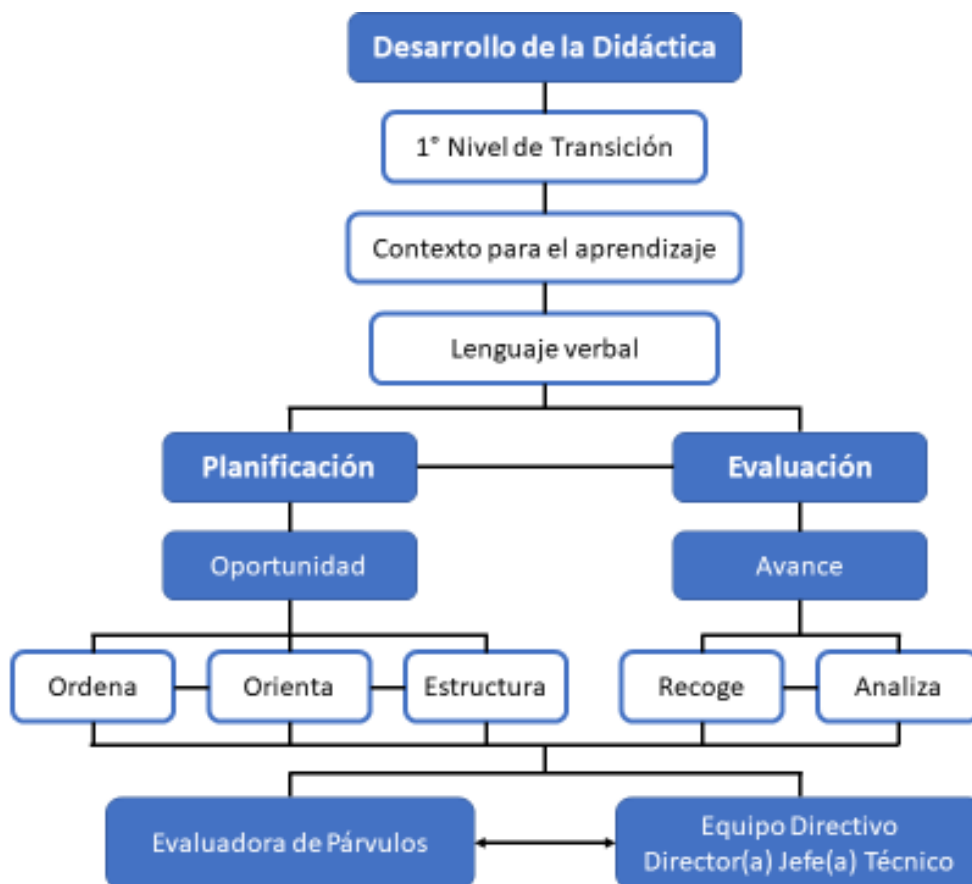 Desarrollo de la Didáctica
1° Nivel de Transición
Contexto para el aprendizaje
Lenguaje verbal
Planificación
Evaluación
Oportunidad
Avance
Ordena
Orienta
Estructura
Recoge
Analiza
Evaluadora de Párvulos
Equipo Directivo
Director(a) Jefe(a) Técnico